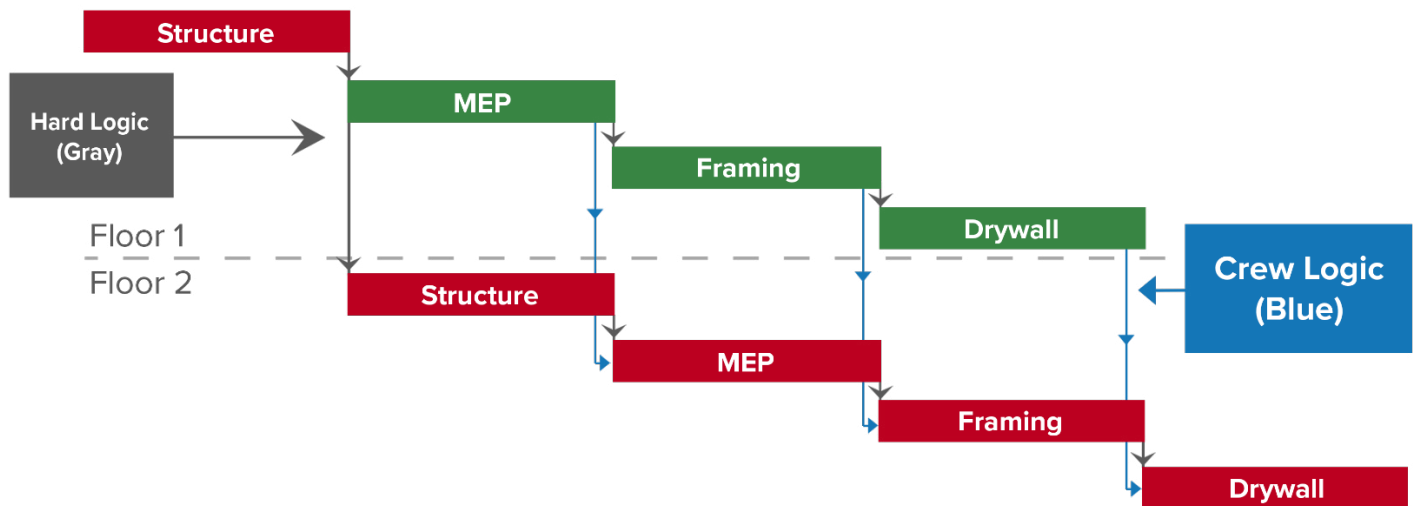 Structure
Hard Logic
(Gray)
MEP
Framing
Drywall
Floor 1
Floor 2
Crew Logic
(Blue)
Structure
MEP
Framing
Drywall